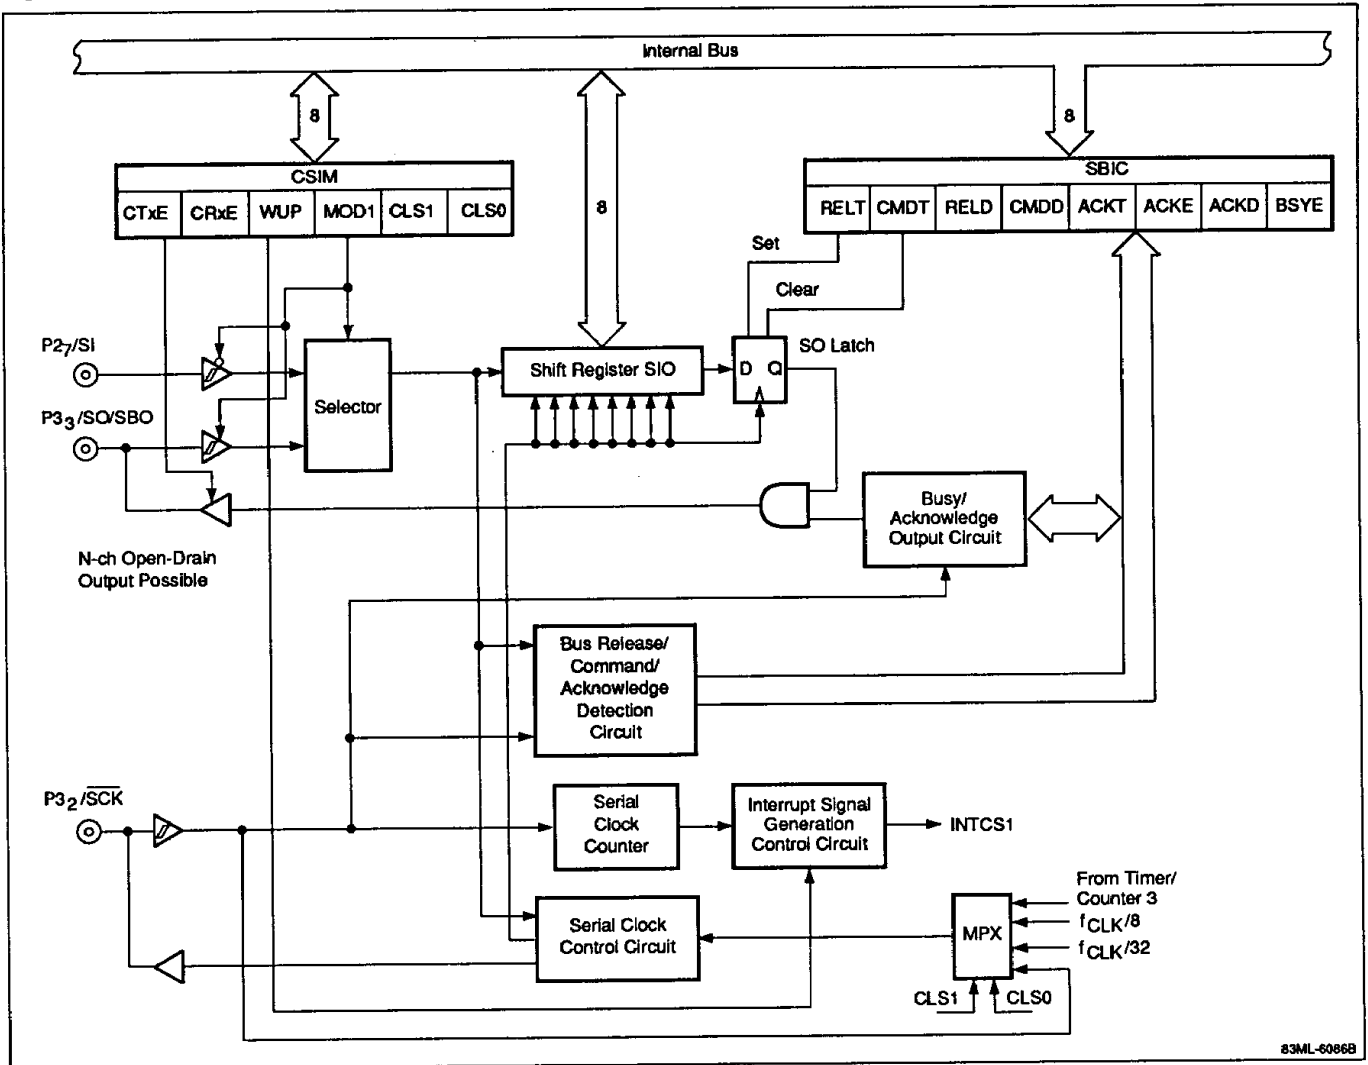 Internal Bus
8
8
8
CSIM
CTxE CRxE WUP MOD1 CLS1 CLS0
SBIC
RELT CMDT RELD CMDD ACKT ACKE ACKD BSYE
Set
Clear
P27/SI
P33/SO/SBO
Selector
Shift Register SIO
D Q
SO Latch
Busy/
Acknowledge
Output Circuit
N-ch Open-Drain
Output Possible
Bus Release/
Command/
Acknowledge
Detection
Circuit
P32/S̅C̅K̅
Serial
Clock
Counter
Interrupt Signal
Generation
Control Circuit
INTCS1
Serial Clock
Control Circuit
MPX
From Timer/
Counter 3
fCLK/8
fCLK/32
CLS1 CLS0
83ML-6086B